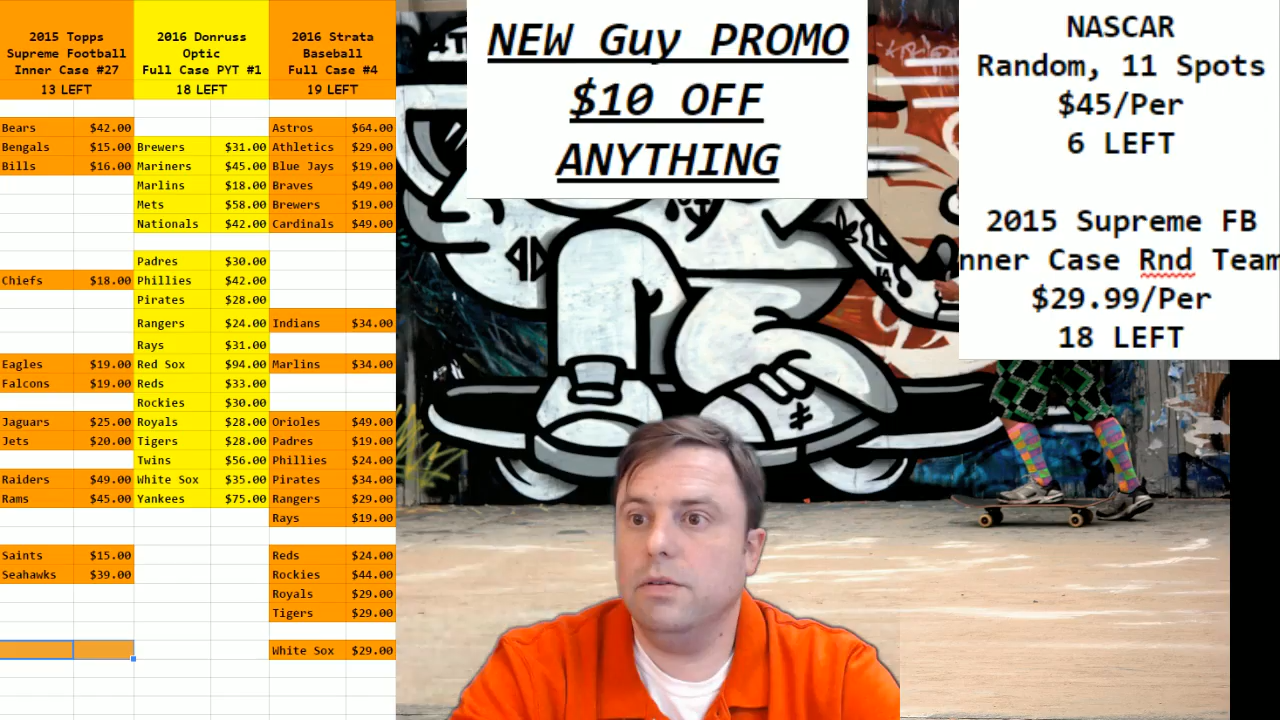 2015 Topps
Supreme Football
Inner Case #27
13 LEFT
Bears $42.00
Bengals $15.00
Bills $16.00
Chiefs $18.00
Eagles $19.00
Falcons $19.00
Jaguars $25.00
Jets $20.00
Raiders $49.00
Rams $45.00
Saints $15.00
Seahawks $39.00
2016 Donruss
Optic
Full Case PYT #1
18 LEFT
Brewers $31.00
Mariners $45.00
Marlins $18.00
Mets $58.00
Nationals $42.00
Padres $30.00
Phillies $42.00
Pirates $28.00
Rangers $24.00
Rays $31.00
Red Sox $94.00
Reds $33.00
Rockies $30.00
Royals $28.00
Tigers $28.00
Twins $56.00
White Sox $35.00
Yankees $75.00
2016 Strata
Baseball
Full Case #4
19 LEFT
Astros $64.00
Athletics $29.00
Blue Jays $19.00
Braves $49.00
Brewers $19.00
Cardinals $49.00
Indians $34.00
Marlins $34.00
Orioles $49.00
Padres $19.00
Phillies $24.00
Pirates $34.00
Rangers $29.00
Rays $19.00
Reds $24.00
Rockies $44.00
Royals $29.00
Tigers $29.00
White Sox $29.00
NEW Guy PROMO
$10 OFF
ANYTHING
NASCAR
Random, 11 Spots
$45/Per
6 LEFT
2015 Supreme FB
nner Case Rnd Team
$29.99/Per
18 LEFT